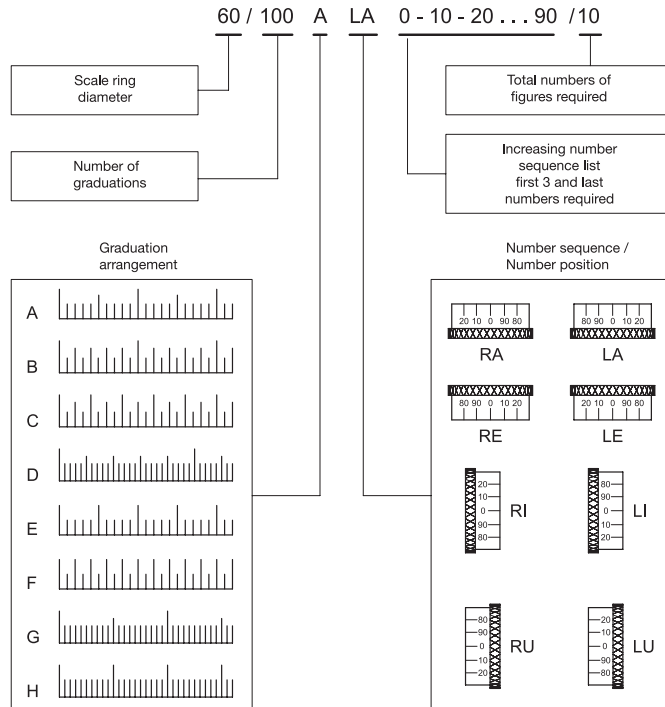 60 / 100 A LA 0 - 10 - 20 ... 90 / 10
Scale ring
diameter
Total numbers of
figures required
Number of
graduations
Increasing number
sequence list
first 3 and last
numbers required
Graduation
arrangement
Number sequence /
Number position
A
B
C
D
E
F
G
H
20 10 0 90 80
RA
80 90 0 10 20
LA
80 90 0 10 20
RE
20 10 0 90 80
LE
20
10
0
90
80
RI
80
90
0
10
20
LI
80
90
0
10
20
RU
20
10
0
90
80
LU